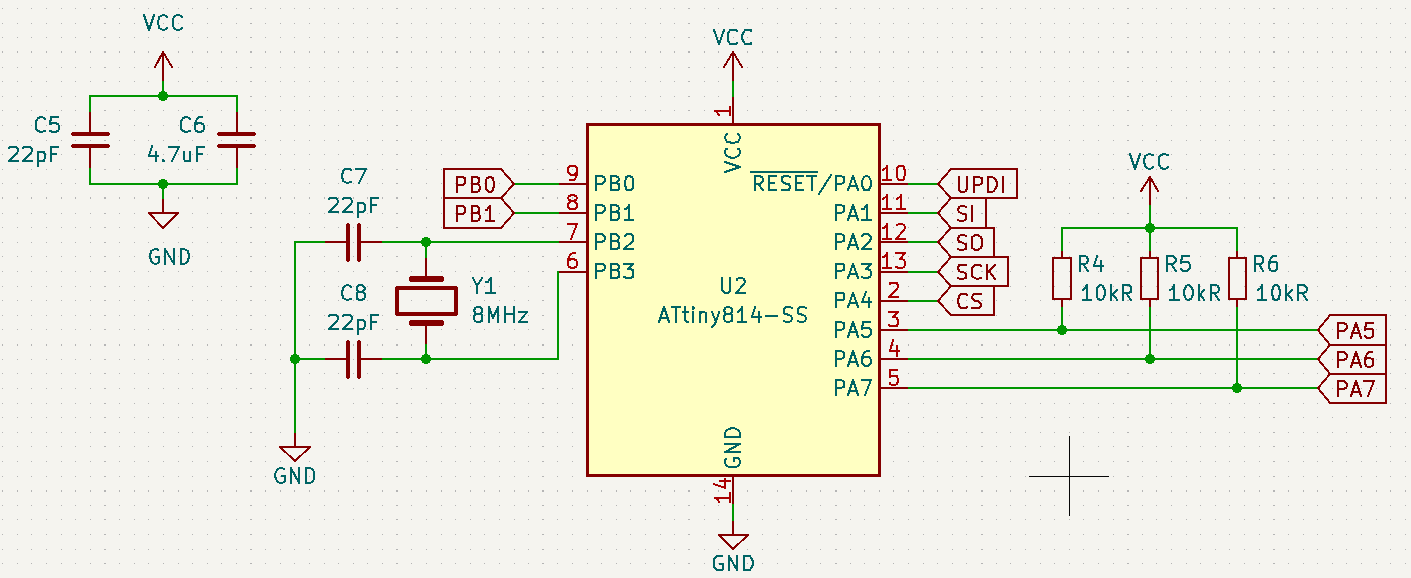 VCC
C5
22pF
C6
4.7uF
GND
C7
22pF
C8
22pF
GND
Y1
8MHz
PB0
PB1
9
8
7
6
VCC
1
VCC
PB0
PB1
PB2
PB3
U2
ATtiny814-SS
RESET/PA0
PA1
PA2
PA3
PA4
PA5
PA6
PA7
GND
14
GND
10
11
12
13
2
3
4
5
UPDI
SI
SO
SCK
CS
VCC
R4
10kR
R5
10kR
R6
10kR
PA5
PA6
PA7